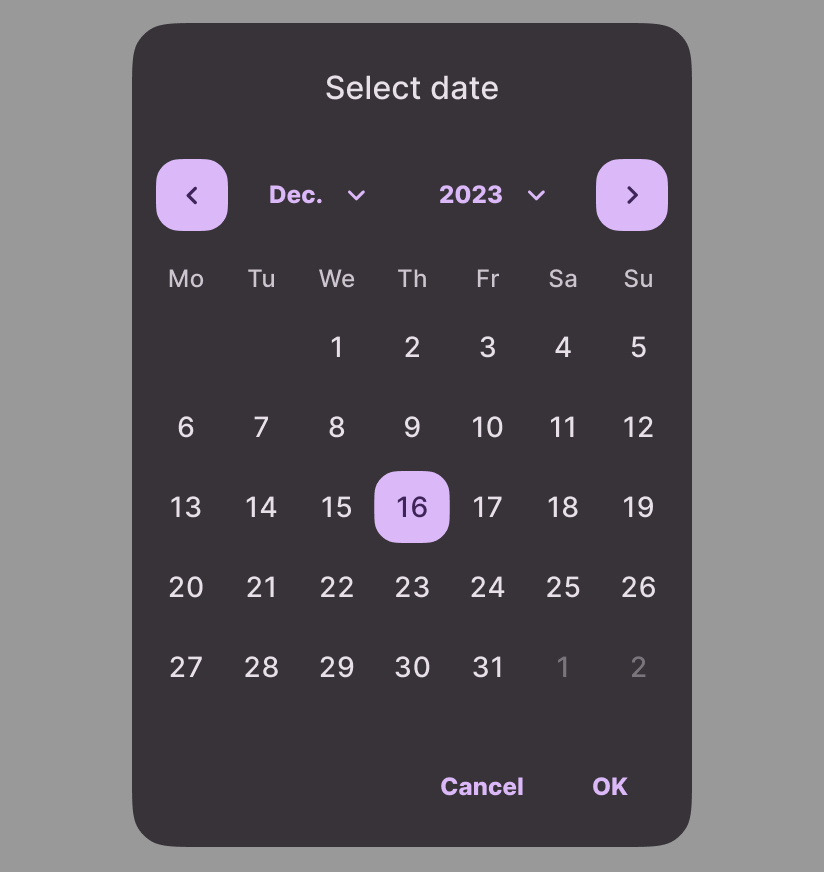 Select date
Dec. 2023
Mo Tu We Th Fr Sa Su
1 2 3 4 5
6 7 8 9 10 11 12
13 14 15 16 17 18 19
20 21 22 23 24 25 26
27 28 29 30 31 1 2
Cancel OK